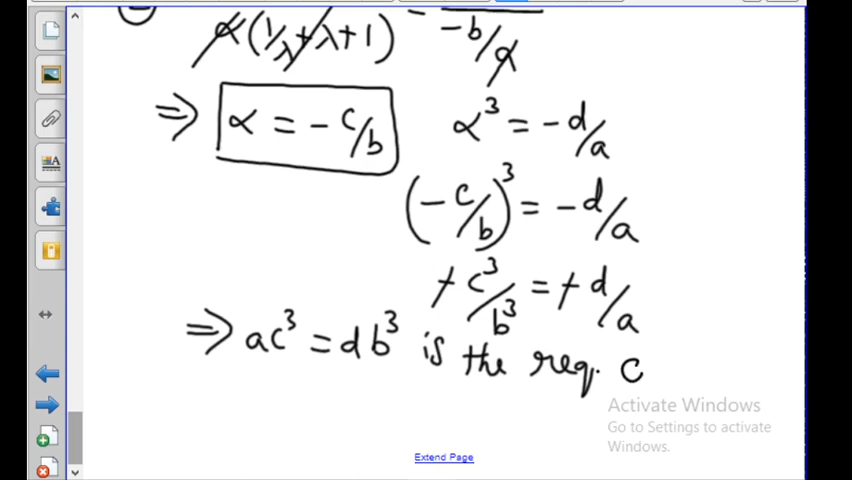 α(1/λ+λ+1) = -b/α
⇒ α = - c/b
α³ = - d/a
(- c/b)³ = - d/a
+ c³/b³ = + d/a
⇒ ac³ = db³ is the req. C
Activate Windows
Go to Settings to activate
Windows.
Extend Page